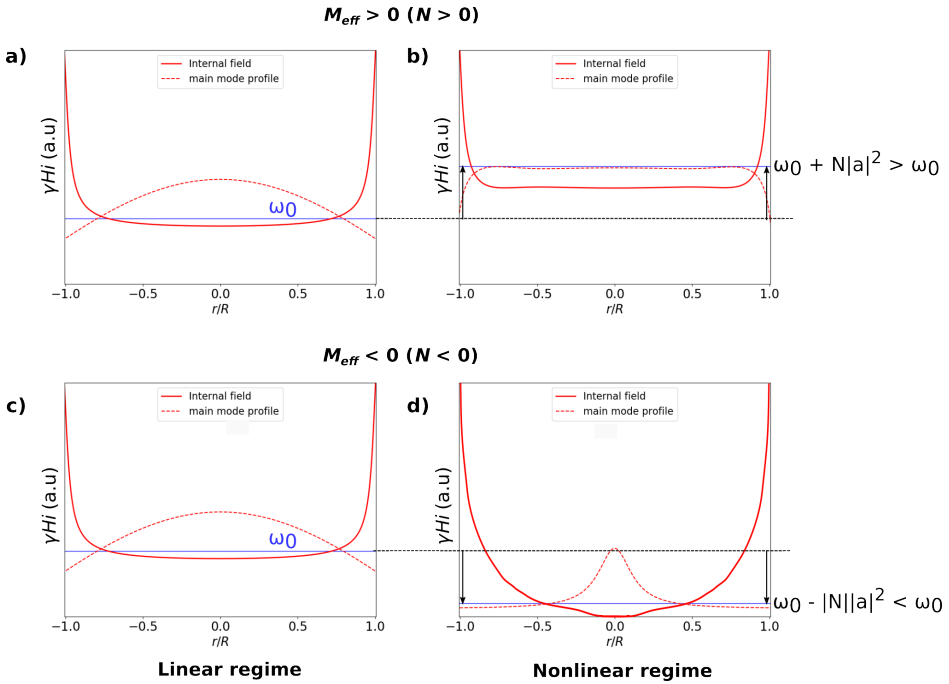 M_eff > 0 (N > 0)
a)
b)
Internal field
main mode profile
Internal field
main mode profile
γHi (a.u)
γHi (a.u)
ω0
ω0 + N|a|^2 > ω0
−1.0 −0.5 0.0 0.5 1.0
r/R
−1.0 −0.5 0.0 0.5 1.0
r/R
M_eff < 0 (N < 0)
c)
d)
Internal field
main mode profile
Internal field
main mode profile
γHi (a.u)
γHi (a.u)
ω0
ω0 - |N||a|^2 < ω0
−1.0 −0.5 0.0 0.5 1.0
r/R
−1.0 −0.5 0.0 0.5 1.0
r/R
Linear regime
Nonlinear regime